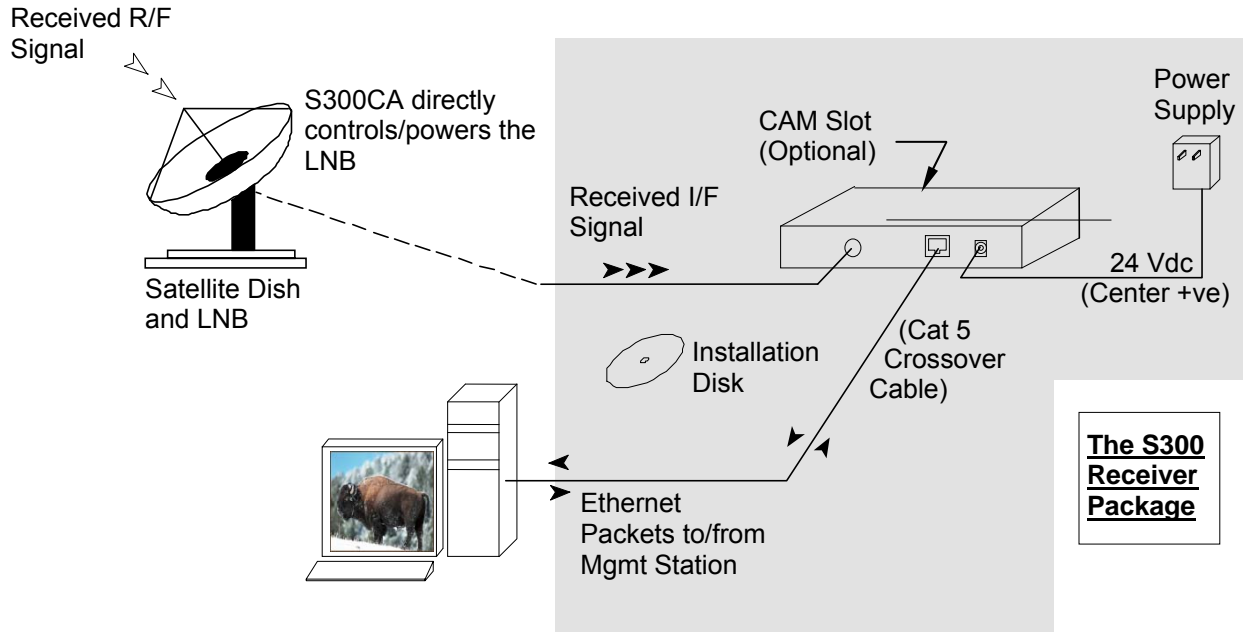 Received R/F
Signal
S300CA directly
controls/powers the
LNB
Satellite Dish
and LNB
CAM Slot
(Optional)
Power
Supply
Received I/F
Signal
24 Vdc
(Center +ve)
(Cat 5
Crossover
Cable)
Installation
Disk
Ethernet
Packets to/from
Mgmt Station
The S300
Receiver
Package